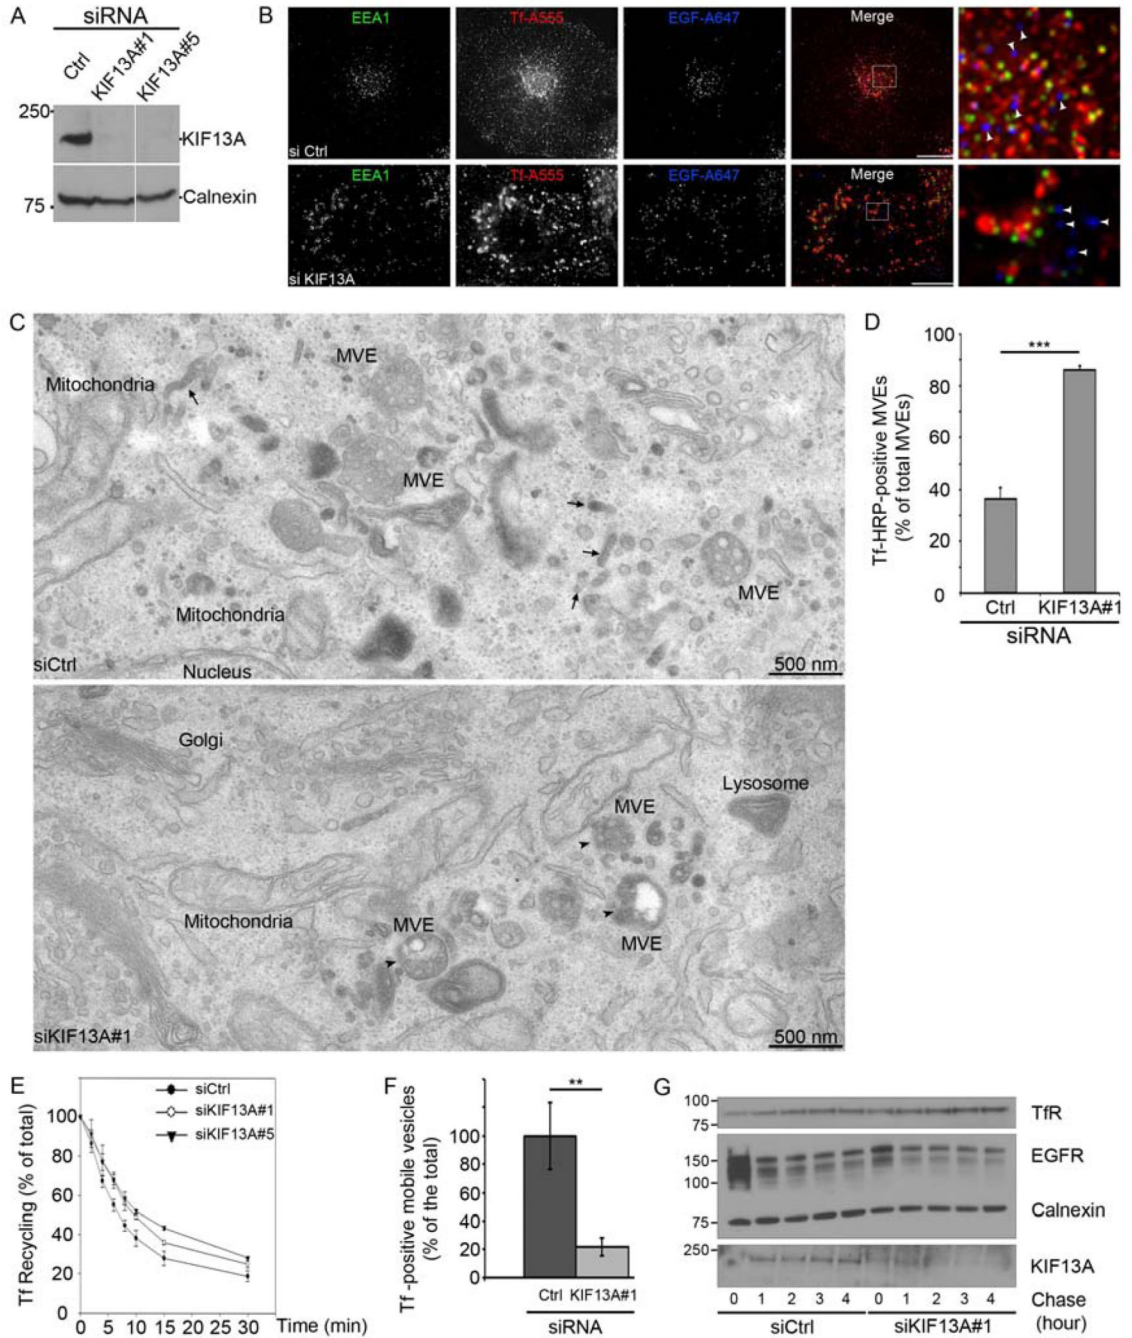 A
siRNA
Ctrl
KIF13A#1
KIF13A#5
250
KIF13A
75
Calnexin
B
EEA1
Tf-A555
EGF-A647
Merge
si Ctrl
EEA1
Tf-A555
EGF-A647
Merge
si KIF13A
C
MVE
Mitochondria
MVE
MVE
Mitochondria
siCtrl
Nucleus
500 nm
Golgi
Lysosome
MVE
Mitochondria
MVE
MVE
siKIF13A#1
500 nm
D
Tf-HRP-positive MVEs
(% of total MVEs)
100
80
60
40
20
0
***
Ctrl KIF13A#1
siRNA
E
Tf Recycling (% of total)
100
80
60
40
20
0
siCtrl
siKIF13A#1
siKIF13A#5
0 5 10 15 20 25 30 Time (min)
F
Tf -positive mobile vesicles
(% of the total)
100
80
60
40
20
0
**
Ctrl KIF13A#1
siRNA
G
100
75
TfR
150
100
EGFR
75
Calnexin
250
KIF13A
0 1 2 3 4 0 1 2 3 4 Chase
(hour)
siCtrl siKIF13A#1